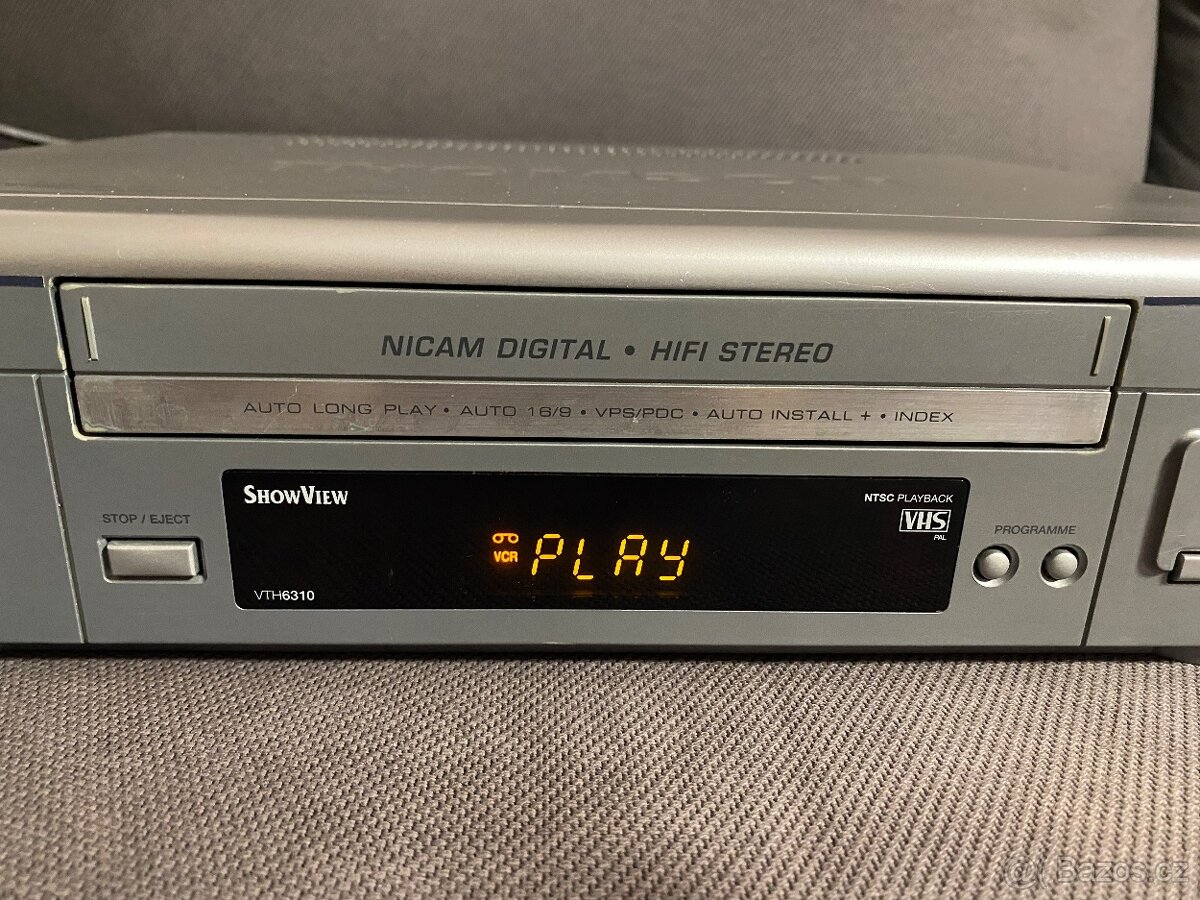 NICAM DIGITAL • HIFI STEREO
AUTO LONG PLAY • AUTO 16/9 • VPS/PDC • AUTO INSTALL + • INDEX
STOP / EJECT
SHOWVIEW
VTH6310
VCR PLAY
NTSC PLAYBACK
VHS
PAL
PROGRAMME
Bazos.cz